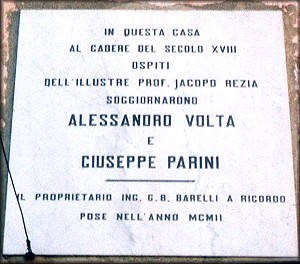 IN QUESTA CASA
AL CADERE DEL SECOLO XVIII
OSPITI
DELL'ILLUSTRE PROF. JACOPO REZIA
SOGGIORNARONO
ALESSANDRO VOLTA
E
GIUSEPPE PARINI
IL PROPRIETARIO ING. G.B. BARELLI A RICORDO
POSE NELL'ANNO MCMII